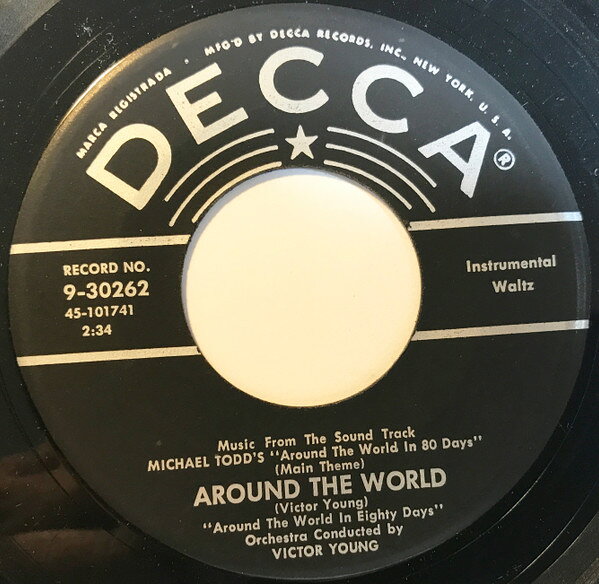 MARCA REGISTRADA • MFG'D BY DECCA RECORDS, INC., NEW YORK, U. S. A.
DECCA®
RECORD NO.
9-30262
45-101741
2:34
Instrumental
Waltz
Music From The Sound Track
MICHAEL TODD'S "Around The World In 80 Days"
(Main Theme)
AROUND THE WORLD
(Victor Young)
"Around The World In Eighty Days"
Orchestra Conducted by
VICTOR YOUNG